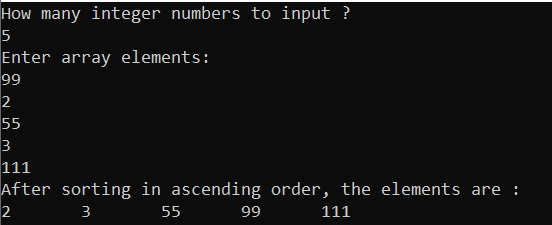 How many integer numbers to input ?
5
Enter array elements:
99
2
55
3
111
After sorting in ascending order, the elements are :
2 3 55 99 111